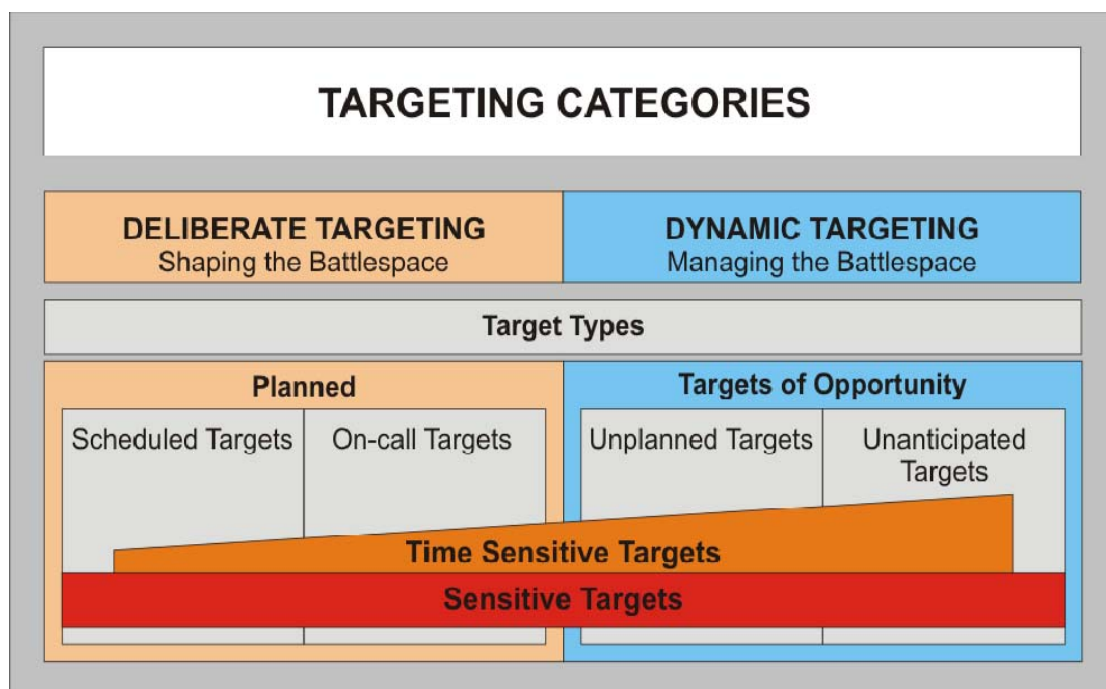 TARGETING CATEGORIES
DELIBERATE TARGETING
Shaping the Battlespace
DYNAMIC TARGETING
Managing the Battlespace
Target Types
Planned
Targets of Opportunity
Scheduled Targets
On-call Targets
Unplanned Targets
Unanticipated
Targets
Time Sensitive Targets
Sensitive Targets